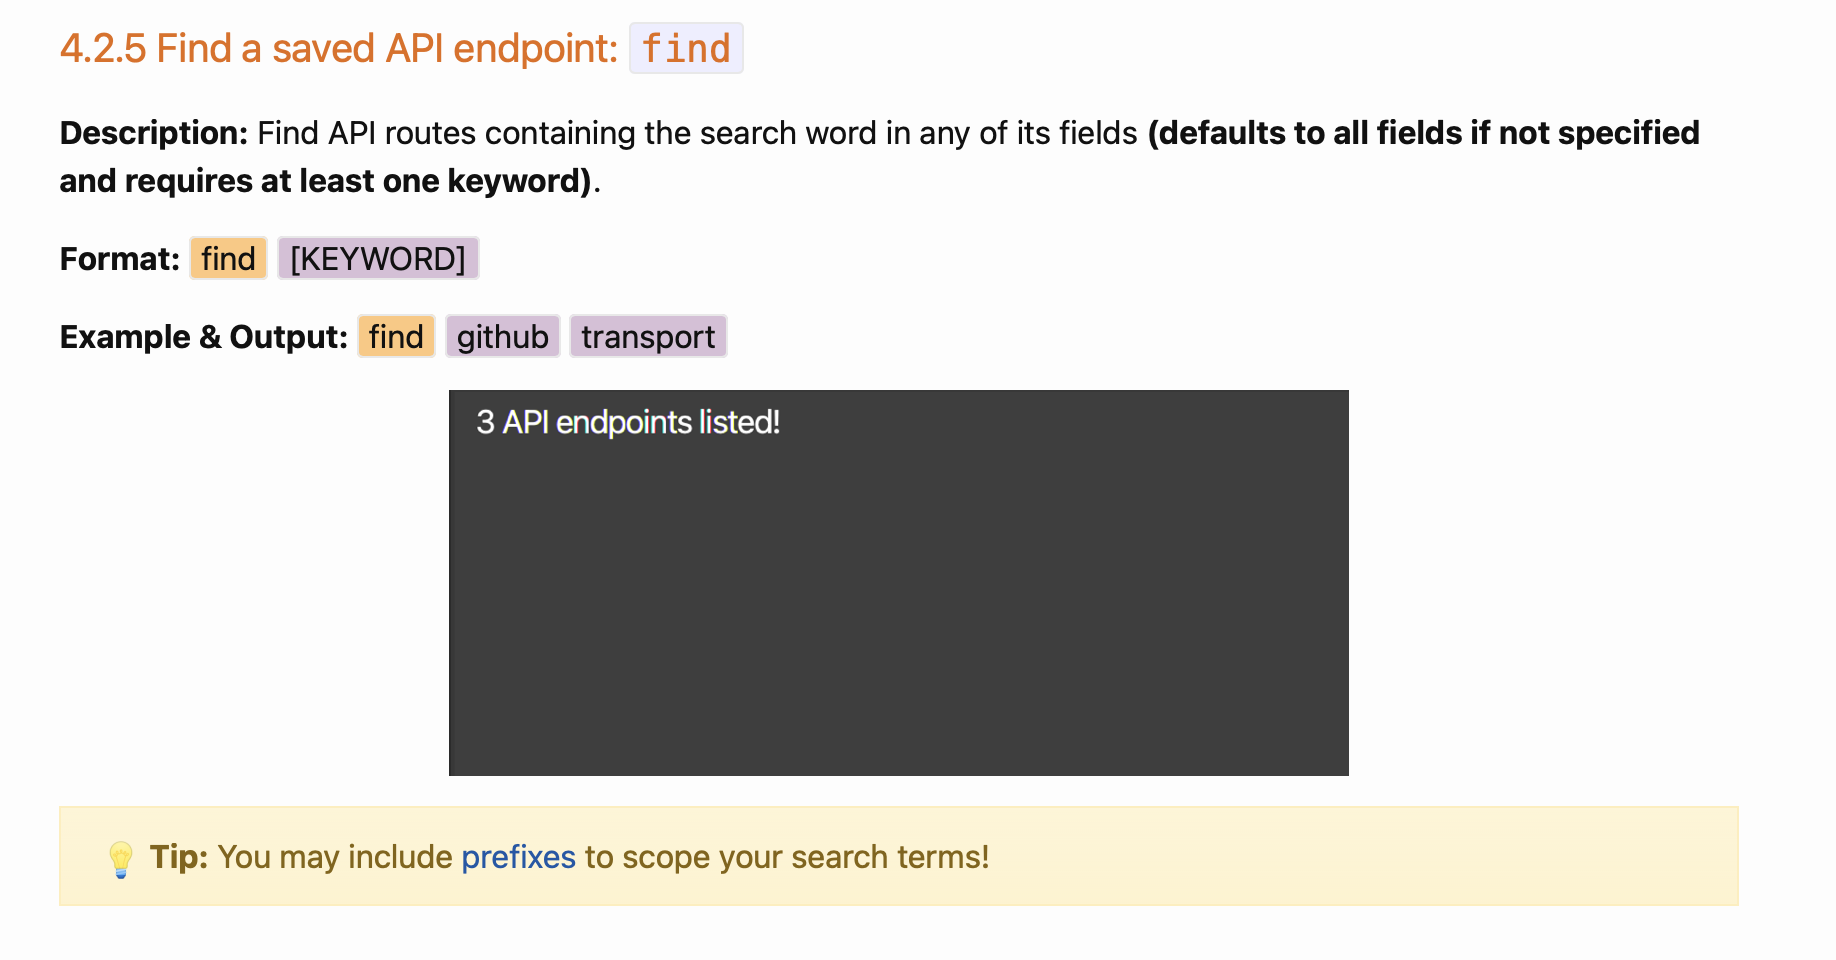 4.2.5 Find a saved API endpoint: find
Description: Find API routes containing the search word in any of its fields (defaults to all fields if not specified
and requires at least one keyword).
Format: find [KEYWORD]
Example & Output: find github transport
3 API endpoints listed!
💡 Tip: You may include prefixes to scope your search terms!